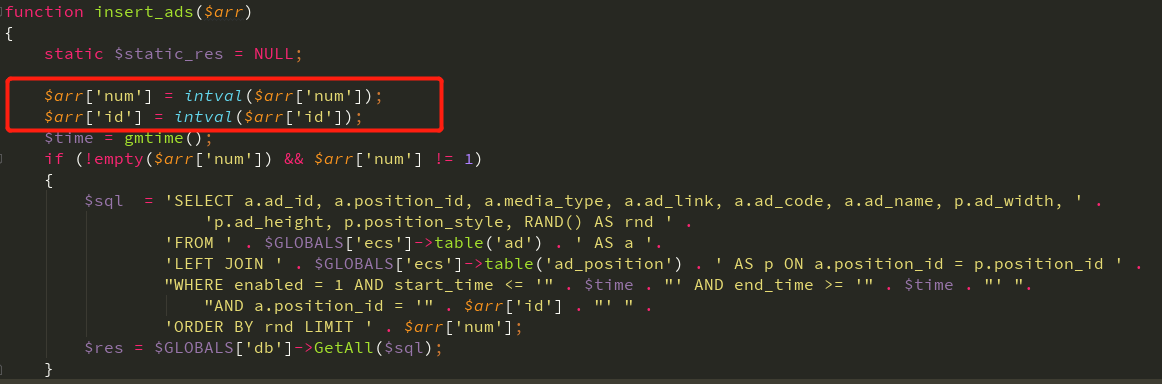 function insert_ads($arr)
{
    static $static_res = NULL;

    $arr['num'] = intval($arr['num']);
    $arr['id'] = intval($arr['id']);
    $time = gmtime();
    if (!empty($arr['num']) && $arr['num'] != 1)
    {
        $sql  = 'SELECT a.ad_id, a.position_id, a.media_type, a.ad_link, a.ad_code, a.ad_name, p.ad_width, ' .
                    'p.ad_height, p.position_style, RAND() AS rnd ' .
                'FROM ' . $GLOBALS['ecs']->table('ad') . ' AS a '.
                'LEFT JOIN ' . $GLOBALS['ecs']->table('ad_position') . ' AS p ON a.position_id = p.position_id ' .
                "WHERE enabled = 1 AND start_time <= '" . $time . "' AND end_time >= '" . $time . "' ".
                    "AND a.position_id = '" . $arr['id'] . "' " .
                'ORDER BY rnd LIMIT ' . $arr['num'];
        $res = $GLOBALS['db']->GetAll($sql);
    }